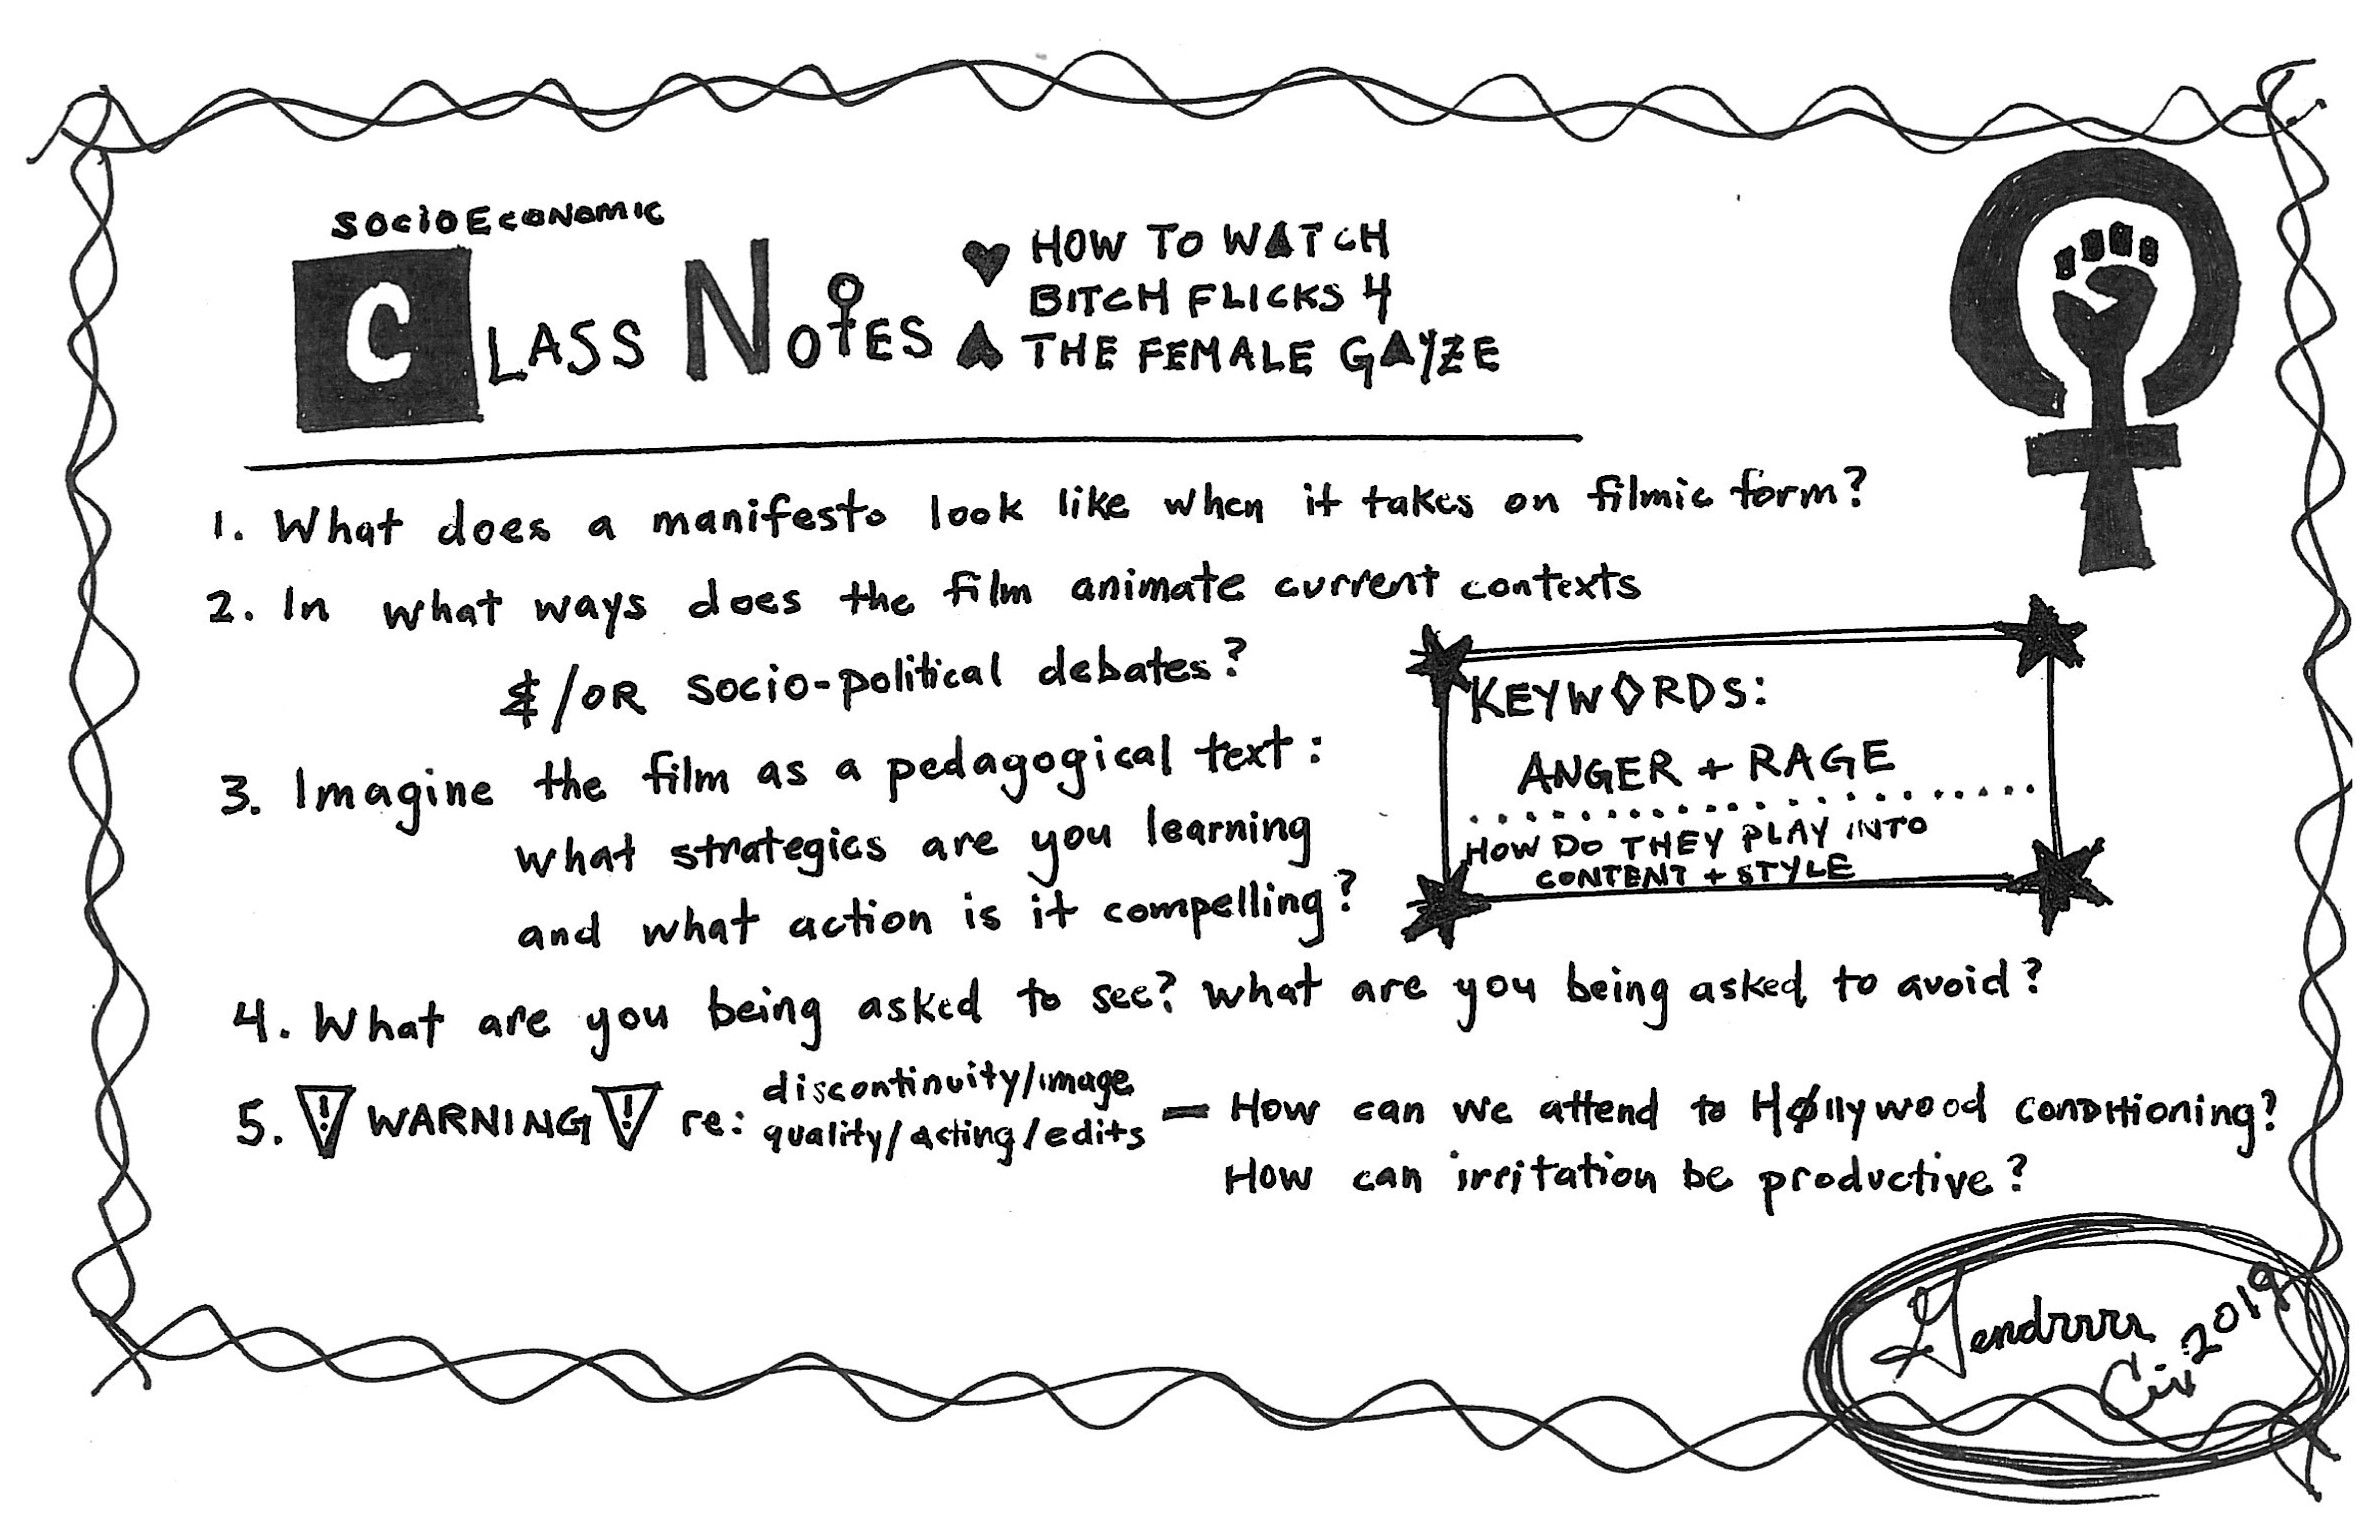 SOCIOECONOMIC
CLASS NOTES
HOW TO WATCH
BITCH FLICKS 4
THE FEMALE GAYZE
1. What does a manifesto look like when it takes on filmic form?
2. In what ways does the film animate current contexts
&/OR socio-political debates?
3. Imagine the film as a pedagogical text:
what strategies are you learning
and what action is it compelling?
KEYWORDS:
ANGER + RAGE
HOW DO THEY PLAY INTO
CONTENT + STYLE
4. What are you being asked to see? What are you being asked to avoid?
5. ! WARNING ! re: discontinuity/image
quality/acting/edits — How can we attend to Høllywood conditioning?
How can irritation be productive?
Gendrrrr
Civ 2019